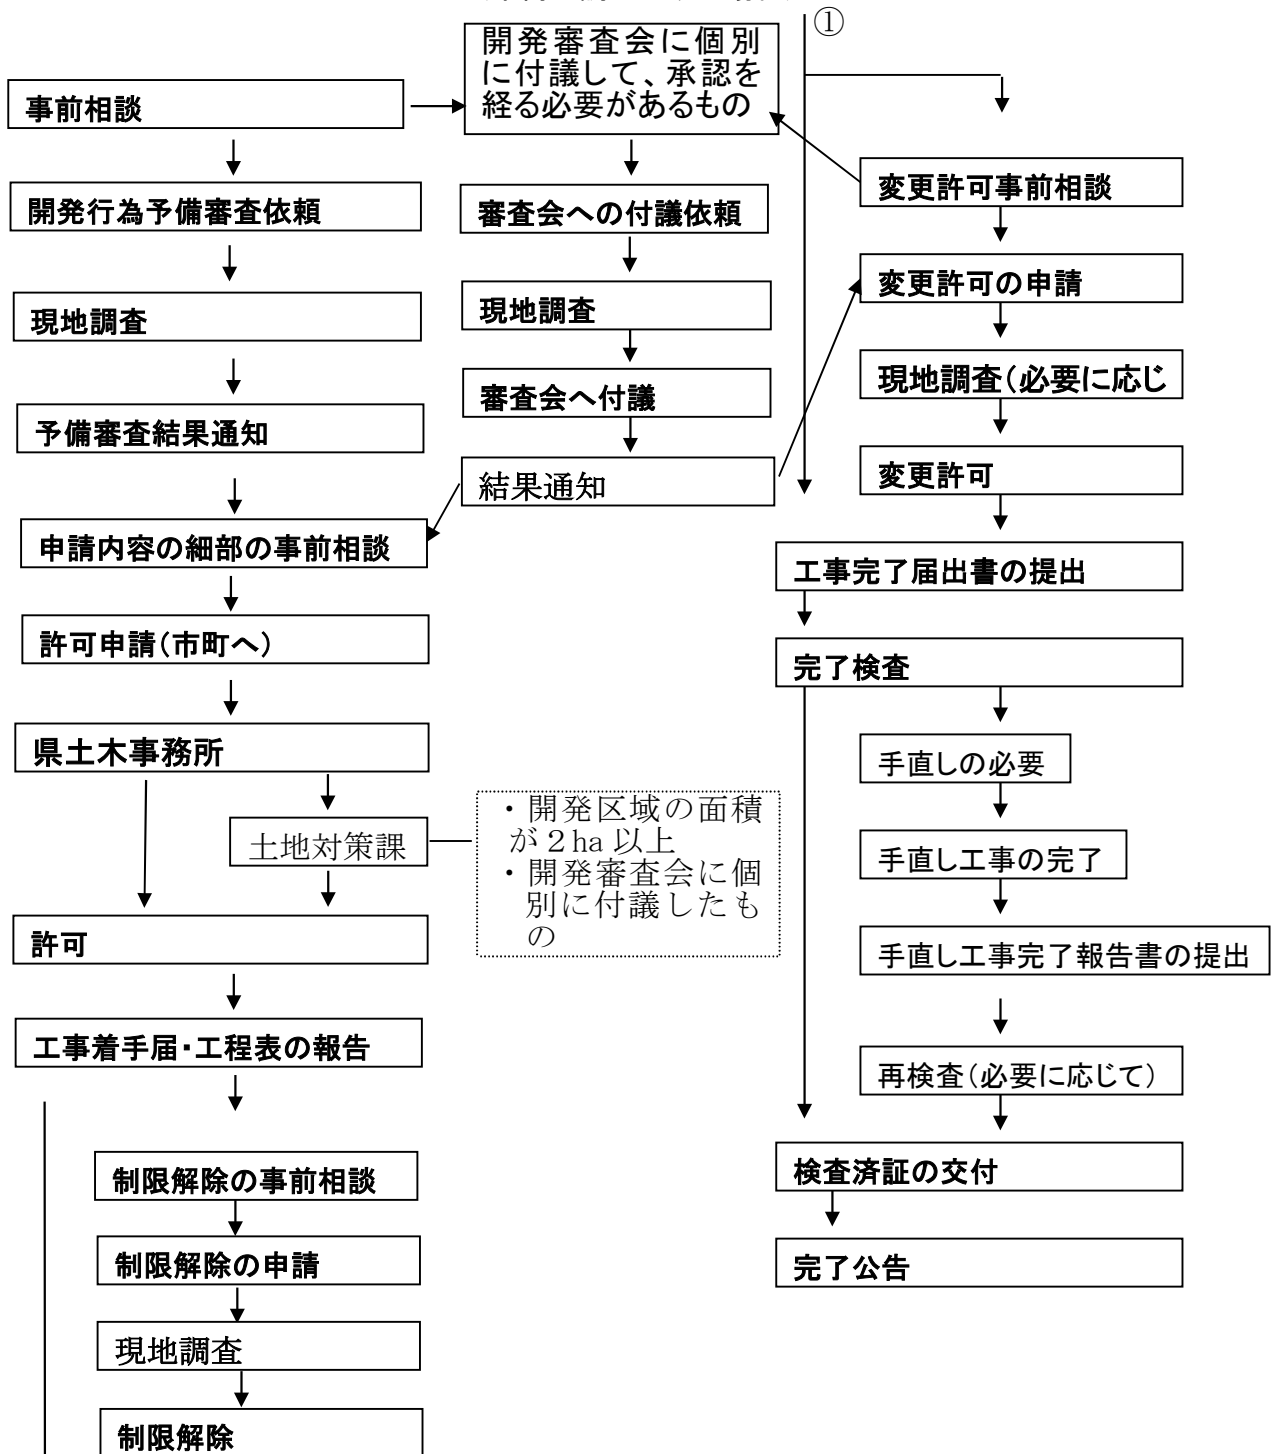 ①
開発審査会に個別
に付議して、承認を
経る必要があるもの
事前相談
開発行為予備審査依頼
現地調査
予備審査結果通知
申請内容の細部の事前相談
許可申請(市町へ)
県土木事務所
土地対策課
許可
工事着手届・工程表の報告
制限解除の事前相談
制限解除の申請
現地調査
制限解除
審査会への付議依頼
現地調査
審査会へ付議
結果通知
・開発区域の面積
が2ha以上
・開発審査会に個
別に付議したも
の
変更許可事前相談
変更許可の申請
現地調査(必要に応じ
変更許可
工事完了届出書の提出
完了検査
手直しの必要
手直し工事の完了
手直し工事完了報告書の提出
再検査(必要に応じて)
検査済証の交付
完了公告